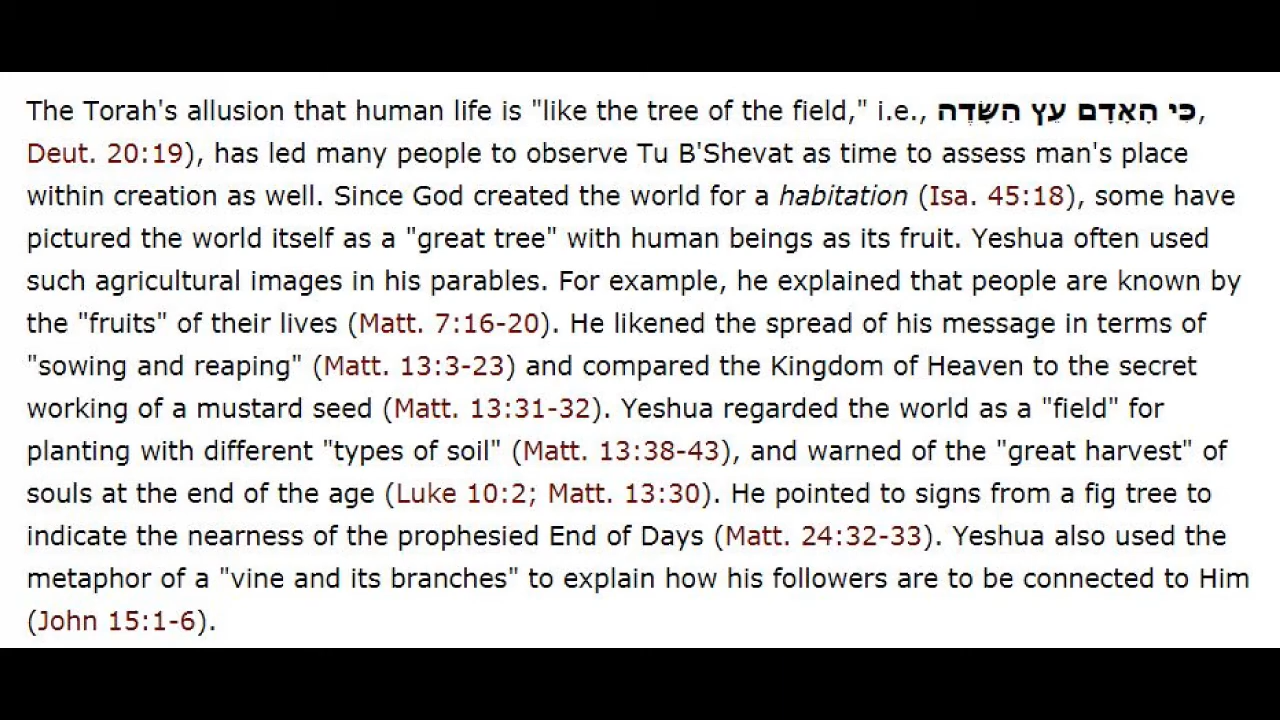 The Torah's allusion that human life is "like the tree of the field," i.e., כִּי הָאָדָם עֵץ הַשָּׂדֶה,
Deut. 20:19), has led many people to observe Tu B'Shevat as time to assess man's place
within creation as well. Since God created the world for a habitation (Isa. 45:18), some have
pictured the world itself as a "great tree" with human beings as its fruit. Yeshua often used
such agricultural images in his parables. For example, he explained that people are known by
the "fruits" of their lives (Matt. 7:16-20). He likened the spread of his message in terms of
"sowing and reaping" (Matt. 13:3-23) and compared the Kingdom of Heaven to the secret
working of a mustard seed (Matt. 13:31-32). Yeshua regarded the world as a "field" for
planting with different "types of soil" (Matt. 13:38-43), and warned of the "great harvest" of
souls at the end of the age (Luke 10:2; Matt. 13:30). He pointed to signs from a fig tree to
indicate the nearness of the prophesied End of Days (Matt. 24:32-33). Yeshua also used the
metaphor of a "vine and its branches" to explain how his followers are to be connected to Him
(John 15:1-6).